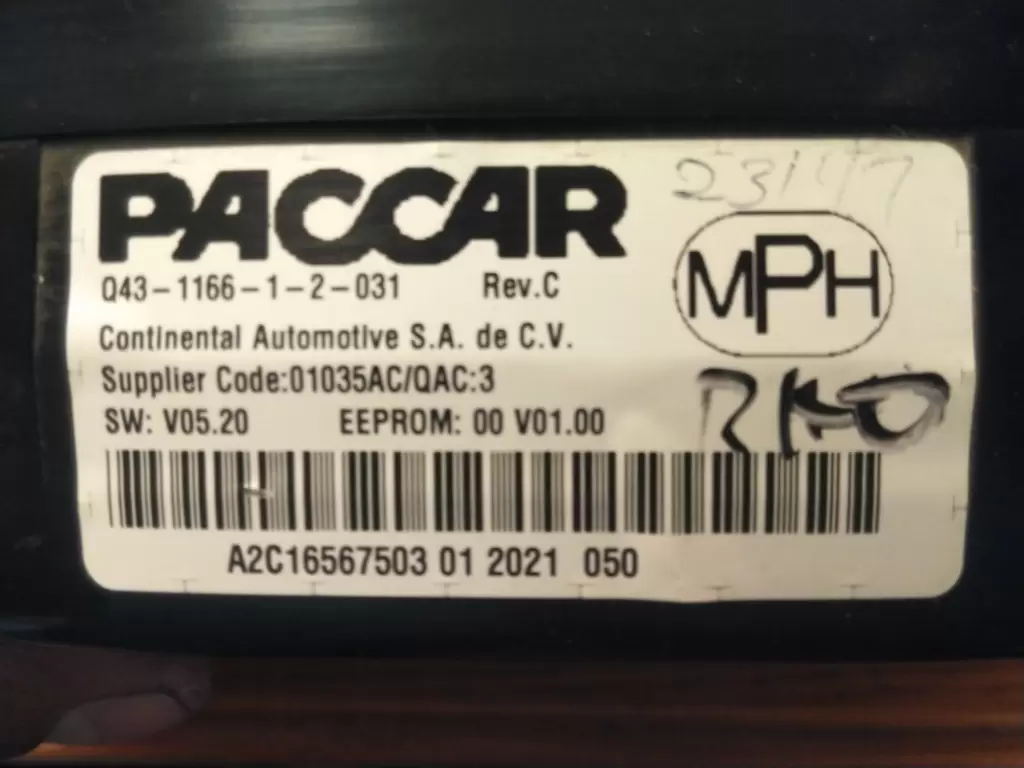 PACCAR
Q43-1166-1-2-031 Rev.C
MPH
Continental Automotive S.A. de C.V.
Supplier Code:01035AC/QAC:3
SW: V05.20 EEPROM: 00 V01.00
A2C16567503 01 2021 050